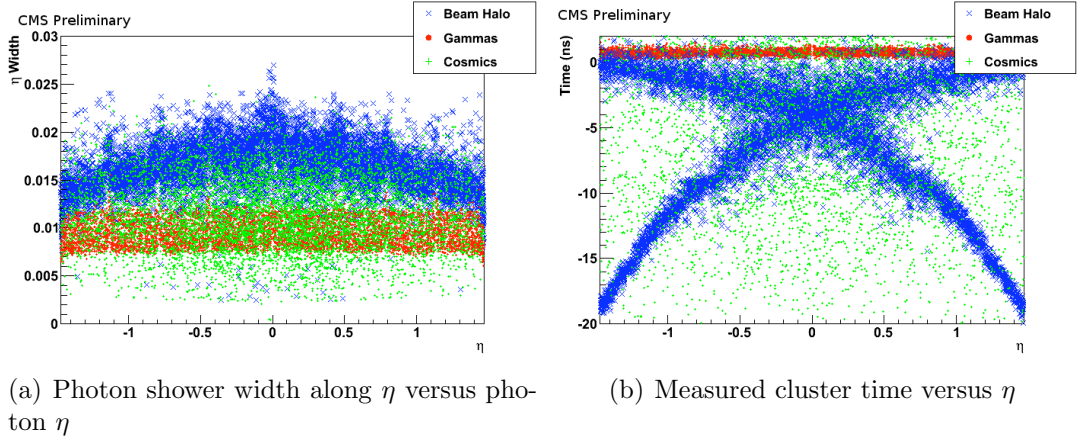 CMS Preliminary
Beam Halo
Gammas
Cosmics
η Width
0.03
0.025
0.02
0.015
0.01
0.005
0
-1
-0.5
0
0.5
1
η
(a) Photon shower width along η versus pho-
ton η
CMS Preliminary
Beam Halo
Gammas
Cosmics
Time (ns)
0
-5
-10
-15
-20
-1
-0.5
0
0.5
1
η
(b) Measured cluster time versus η